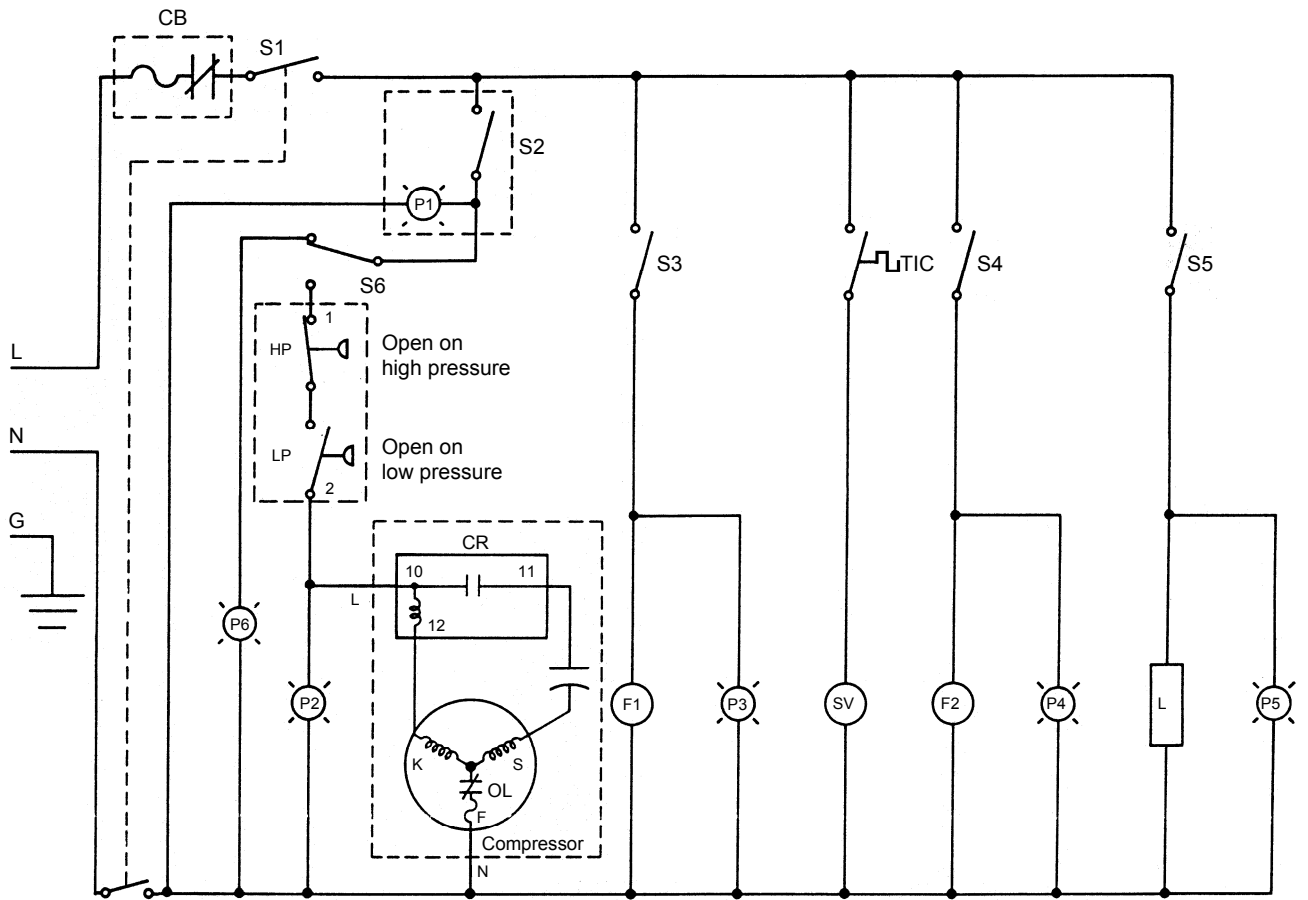 CB
S1
S2
P1
S6
S3
TIC
S4
S5
L
1
HP
Open on
high pressure
N
LP
Open on
low pressure
2
G
CR
10
11
L
12
P6
P2
F1
P3
SV
F2
P4
L
P5
K
S
OL
F
Compressor
N